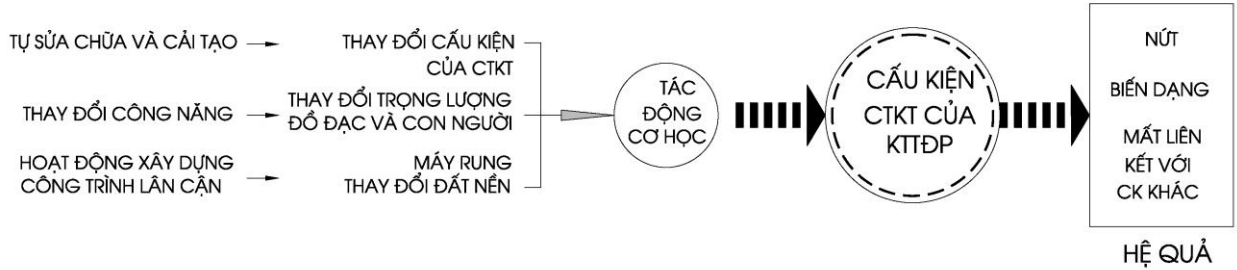 TỰ SỬA CHỮA VÀ CẢI TẠO
THAY ĐỔI CẤU KIỆN
CỦA CTKT
THAY ĐỔI CÔNG NĂNG
THAY ĐỔI TRỌNG LƯỢNG
ĐỒ ĐẠC VÀ CON NGƯỜI
HOẠT ĐỘNG XÂY DỰNG
CÔNG TRÌNH LÂN CẬN
MÁY RUNG
THAY ĐỔI ĐẤT NỀN
TÁC
ĐỘNG
CƠ HỌC
CẤU KIỆN
CTKT CỦA
KTTĐP
NỨT
BIẾN DẠNG
MẤT LIÊN
KẾT VỚI
CK KHÁC
HỆ QUẢ